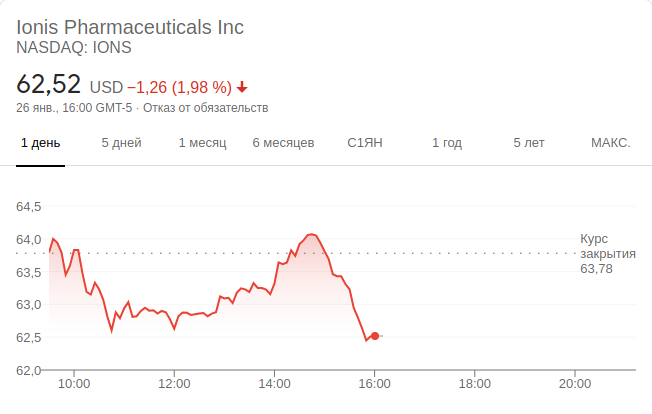 Ionis Pharmaceuticals Inc
NASDAQ: IONS
62,52 USD −1,26 (1,98 %)
26 янв., 16:00 GMT-5 · Отказ от обязательств
1 день 5 дней 1 месяц 6 месяцев С1ЯН 1 год 5 лет МАКС.
64,5
64,0
63,5
63,0
62,5
62,0
Курс
закрытия
63,78
10:00 12:00 14:00 16:00 18:00 20:00